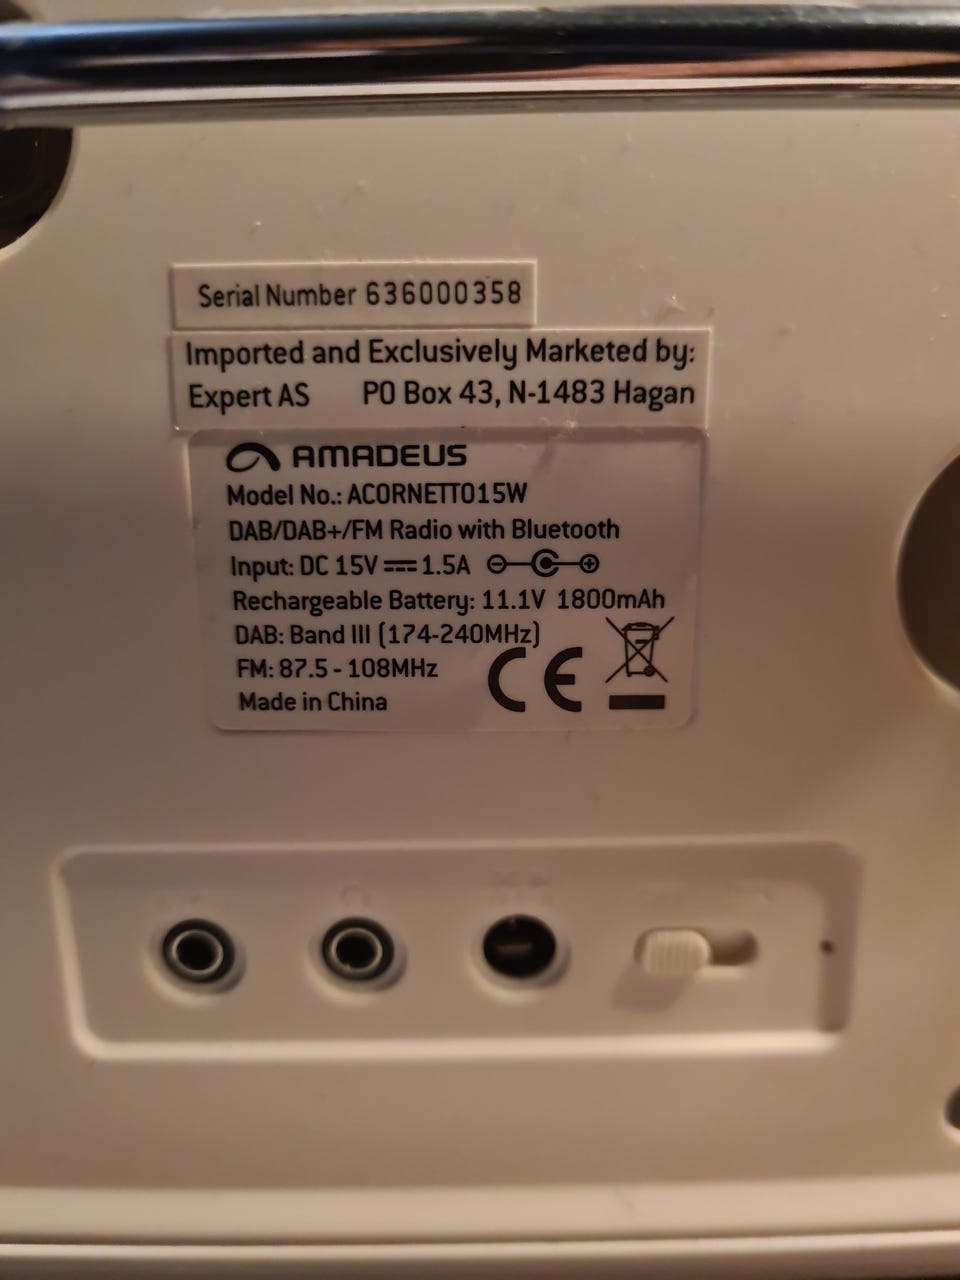 Serial Number 636000358
Imported and Exclusively Marketed by:
Expert AS PO Box 43, N-1483 Hagan
AMADEUS
Model No.: ACORNETTO15W
DAB/DAB+/FM Radio with Bluetooth
Input: DC 15V 1.5A
Rechargeable Battery: 11.1V 1800mAh
DAB: Band III (174-240MHz)
FM: 87.5 - 108MHz
Made in China
CE